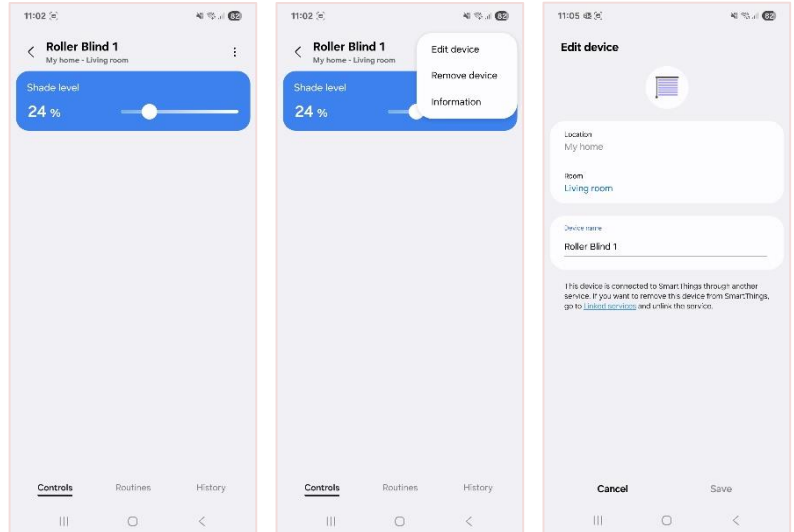 11:02
82
Roller Blind 1
My home - Living room
Shade level
24 %
Controls
Routines
History
11:02
82
Roller Blind 1
My home - Living room
Edit device
Remove device
Information
Shade level
24 %
Controls
Routines
History
11:05
82
Edit device
Location
My home
Room
Living room
Device name
Roller Blind 1
This device is connected to SmartThings through another
service. If you want to remove this device from SmartThings,
go to Linked services and unlink the service.
Cancel
Save